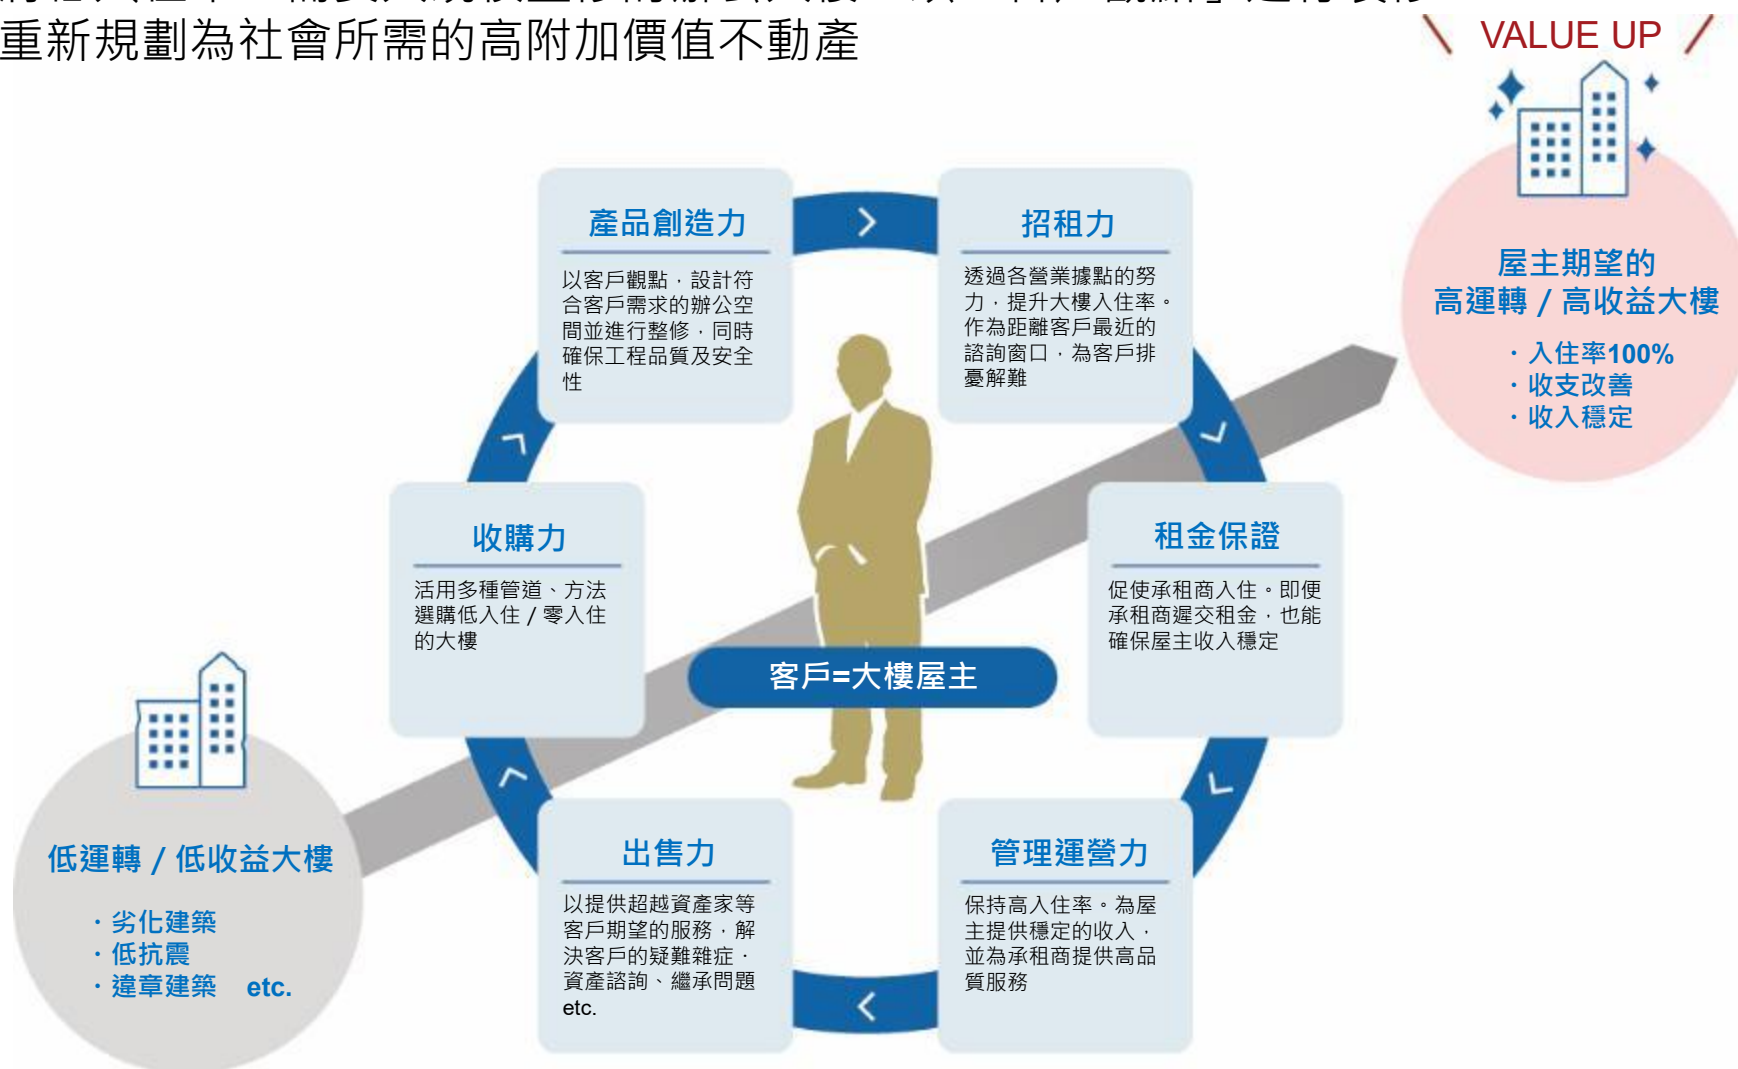 重新規劃為社會所需的高附加價值不動產
VALUE UP
產品創造力
以客戶觀點，設計符
合客戶需求的辦公空
間並進行整修，同時
確保工程品質及安全
性
招租力
透過各營業據點的努
力，提升大樓入住率。
作為距離客戶最近的
諮詢窗口，為客戶排
憂解難
屋主期望的
高運轉 / 高收益大樓
・入住率100%
・收支改善
・收入穩定
收購力
活用多種管道、方法
選購低入住 / 零入住
的大樓
租金保證
促使承租商入住。即便
承租商遲交租金，也能
確保屋主收入穩定
客戶=大樓屋主
低運轉 / 低收益大樓
・劣化建築
・低抗震
・違章建築 etc.
出售力
以提供超越資產家等
客戶期望的服務，解
決客戶的疑難雜症．
資產諮詢、繼承問題
etc.
管理運營力
保持高入住率。為屋
主提供穩定的收入，
並為承租商提供高品
質服務